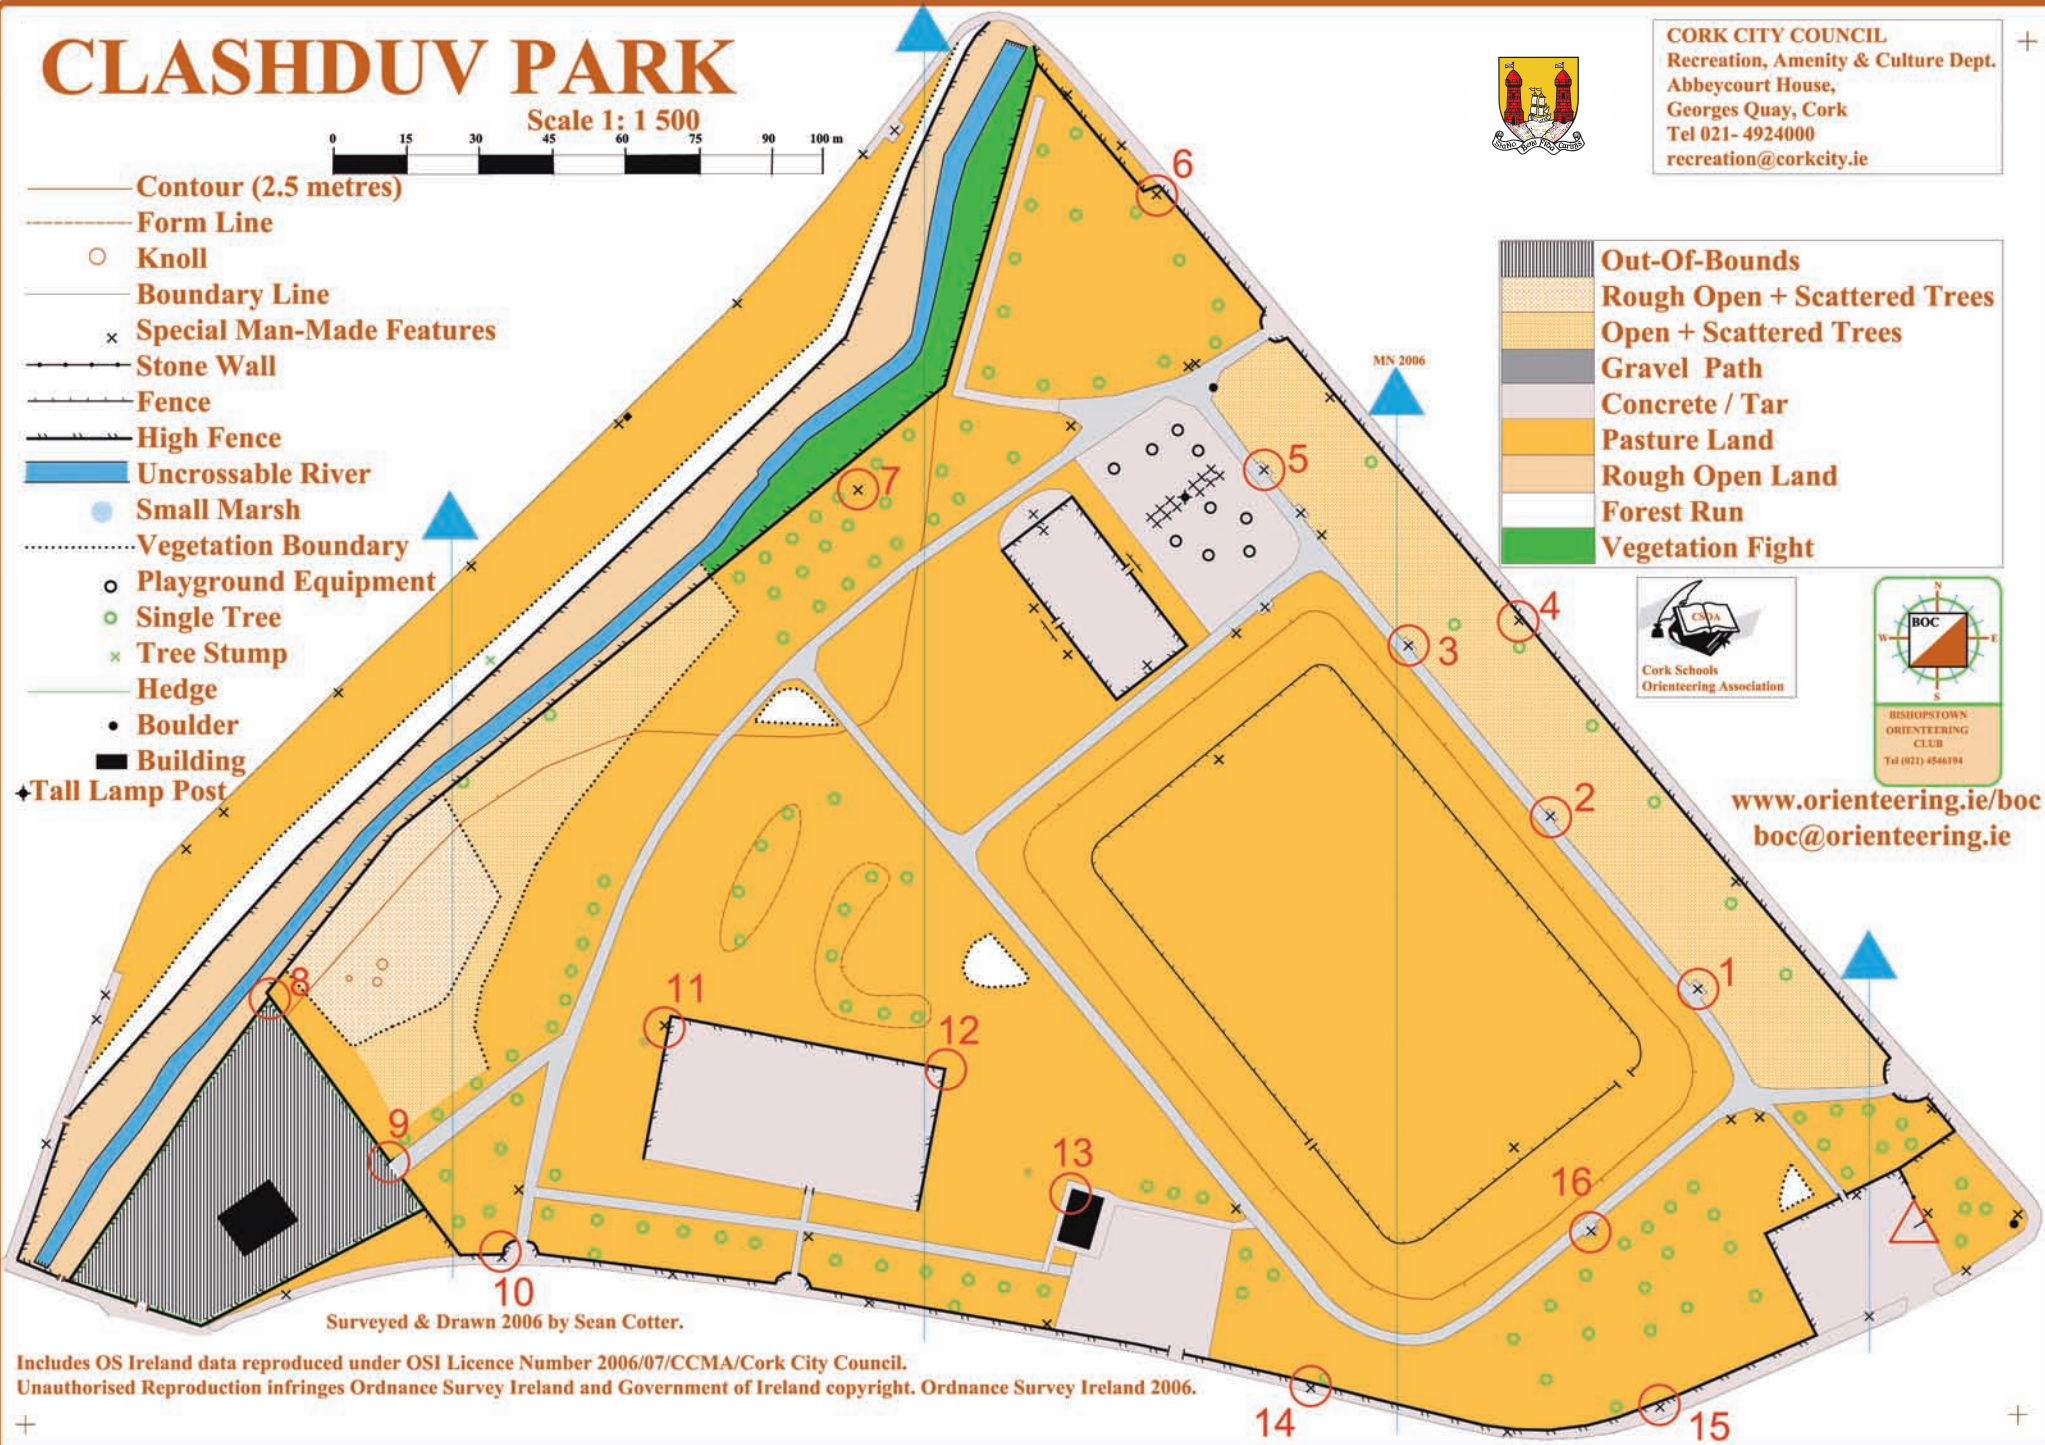 CLASHDUV PARK
Scale 1: 1 500
0 15 30 45 60 75 90 100 m
Contour (2.5 metres)
Form Line
Knoll
Boundary Line
Special Man-Made Features
Stone Wall
Fence
High Fence
Uncrossable River
Small Marsh
Vegetation Boundary
Playground Equipment
Single Tree
Tree Stump
Hedge
Boulder
Building
Tall Lamp Post
CORK CITY COUNCIL
Recreation, Amenity & Culture Dept.
Abbeycourt House,
Georges Quay, Cork
Tel 021- 4924000
recreation@corkcity.ie
Out-Of-Bounds
Rough Open + Scattered Trees
Open + Scattered Trees
Gravel Path
Concrete / Tar
Pasture Land
Rough Open Land
Forest Run
Vegetation Fight
CSOA
Cork Schools
Orienteering Association
N
BOC
W E
S
BISHOPSTOWN
ORIENTEERING
CLUB
Tel (021) 4546194
www.orienteering.ie/boc
boc@orienteering.ie
MN 2006
6
5
7
4
3
2
1
8
11
12
9
13
16
10
14
15
Surveyed & Drawn 2006 by Sean Cotter.
Includes OS Ireland data reproduced under OSI Licence Number 2006/07/CCMA/Cork City Council.
Unauthorised Reproduction infringes Ordnance Survey Ireland and Government of Ireland copyright. Ordnance Survey Ireland 2006.